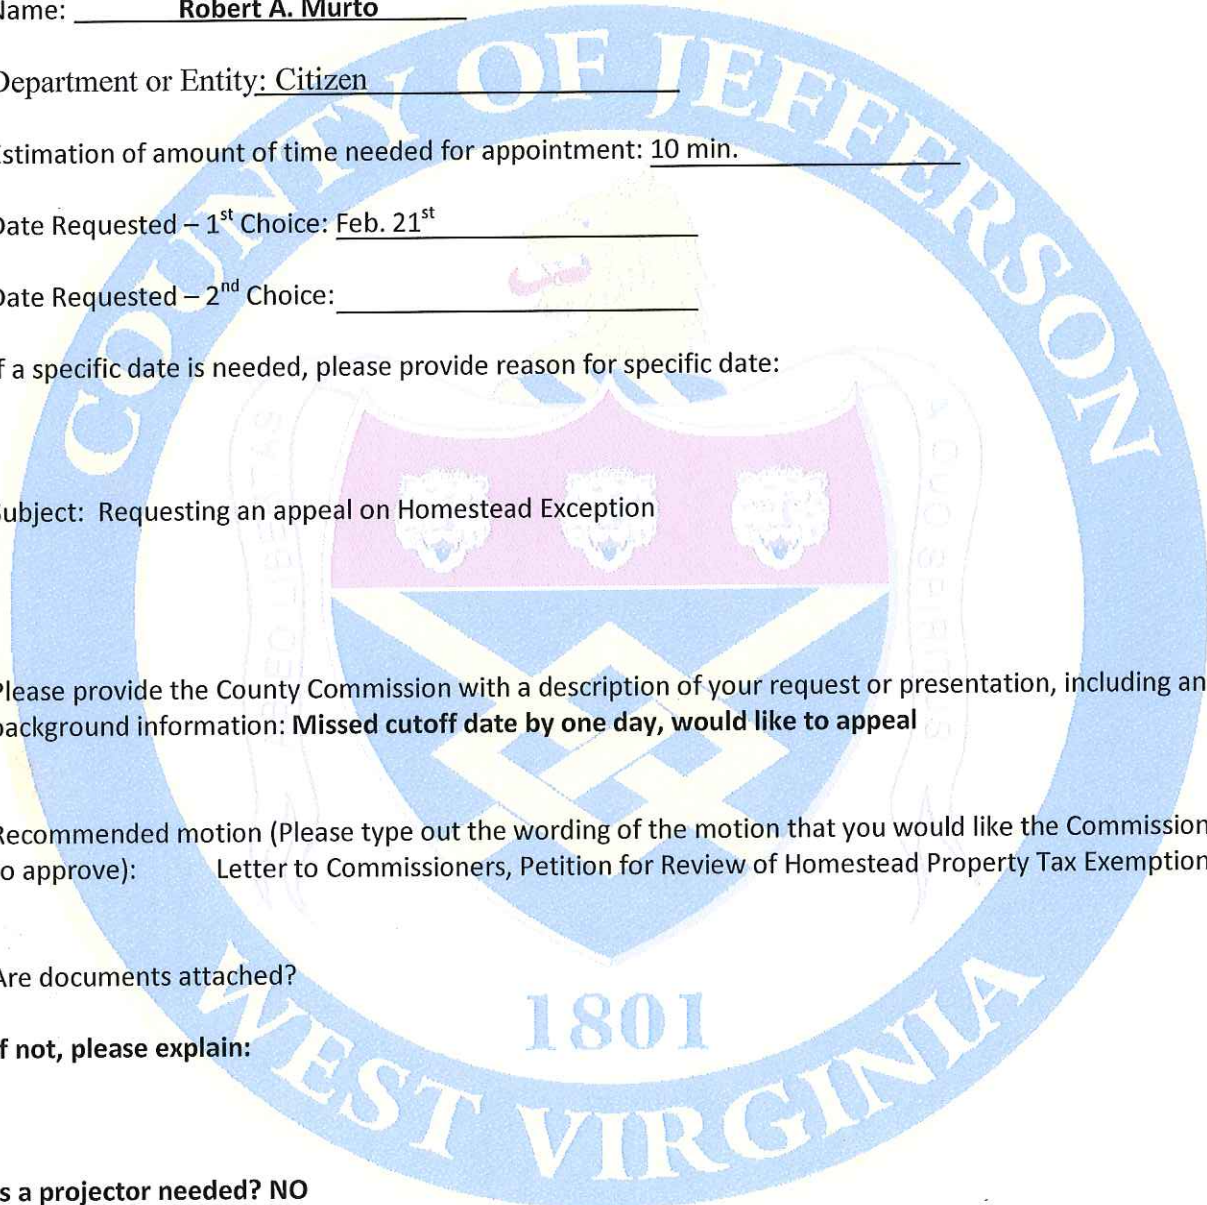 Name: Robert A. Murto
Department or Entity: Citizen
Estimation of amount of time needed for appointment: 10 min.
Date Requested – 1st Choice: Feb. 21st
Date Requested – 2nd Choice:
If a specific date is needed, please provide reason for specific date:
Subject: Requesting an appeal on Homestead Exception
Please provide the County Commission with a description of your request or presentation, including an
background information: Missed cutoff date by one day, would like to appeal
Recommended motion (Please type out the wording of the motion that you would like the Commission
to approve): Letter to Commissioners, Petition for Review of Homestead Property Tax Exemption
Are documents attached?
If not, please explain:
Is a projector needed? NO
COUNTY OF JEFFERSON
A QUO SPIRITUS
1801
WEST VIRGINIA